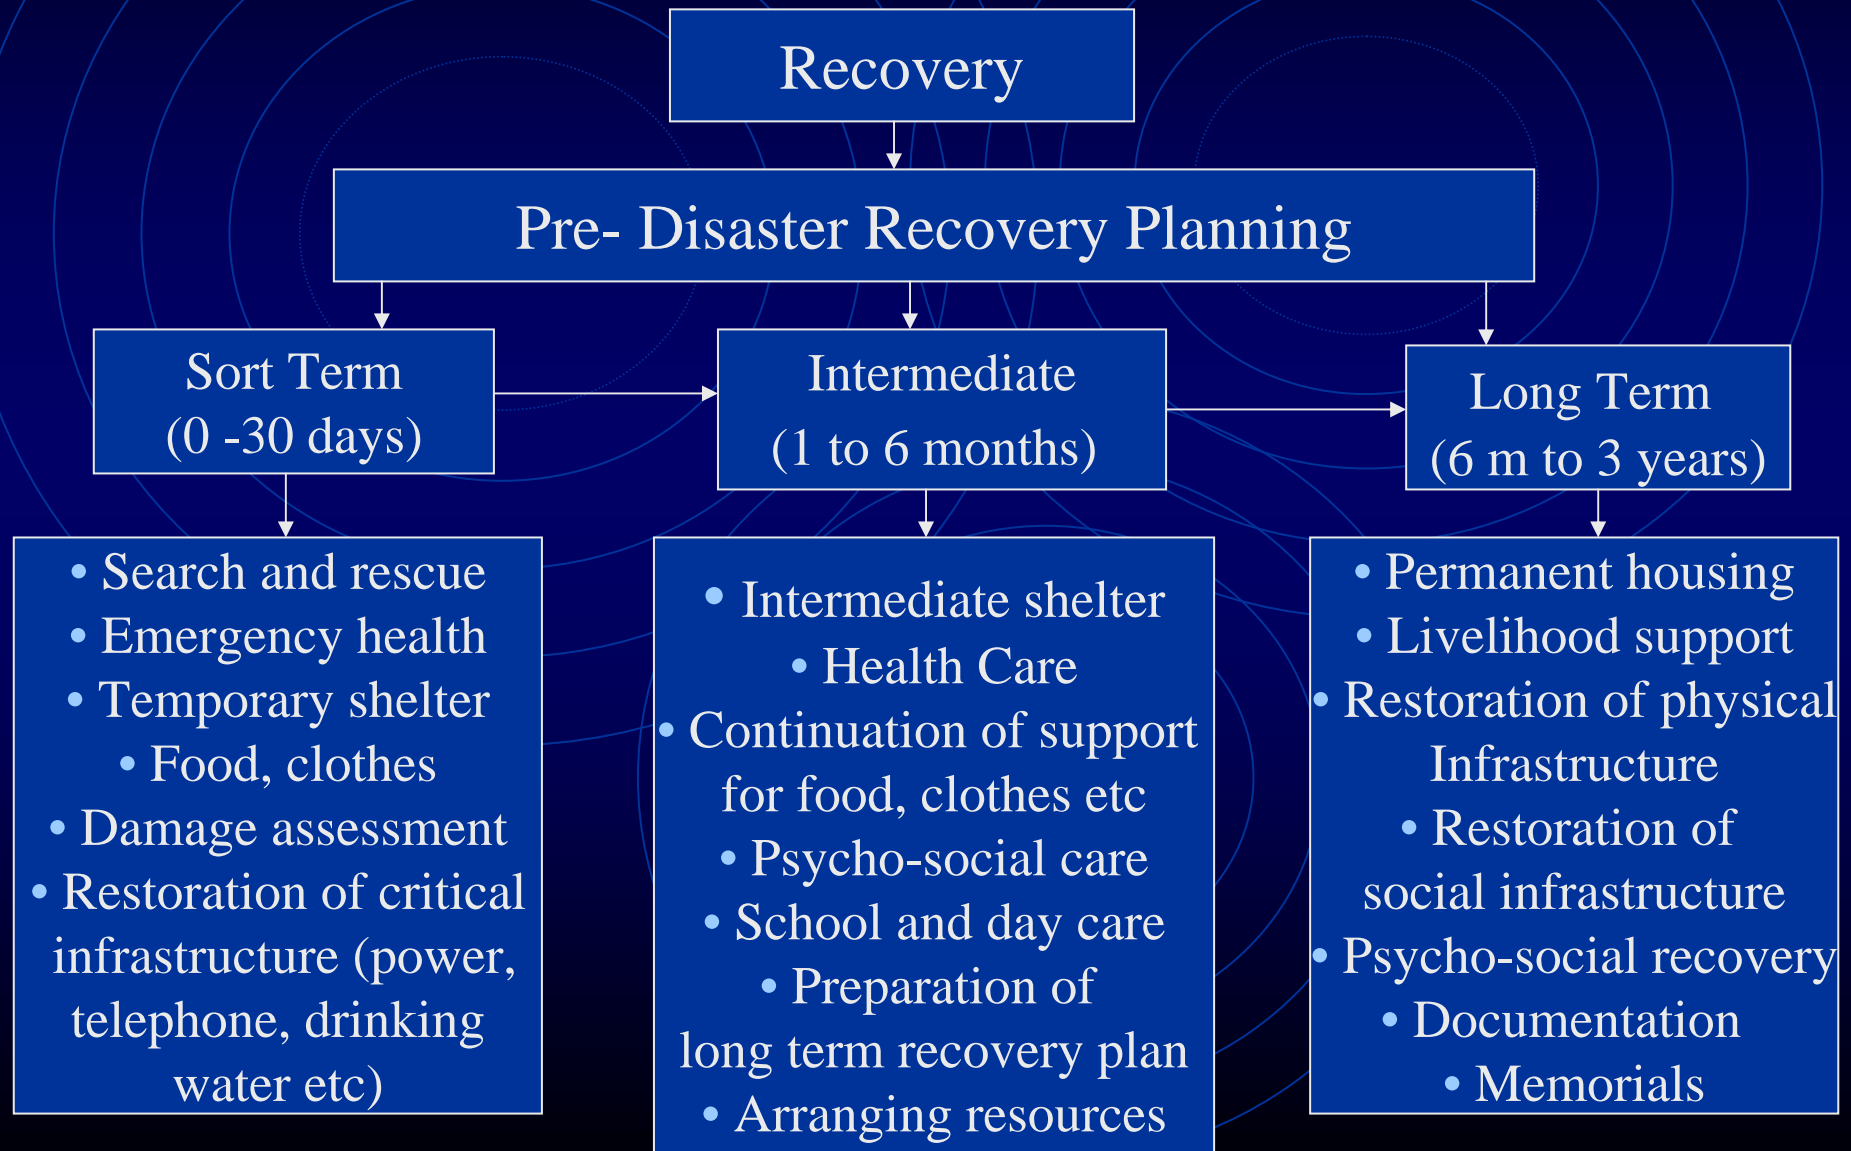 Recovery
Pre- Disaster Recovery Planning
Sort Term
(0 -30 days)
Intermediate
(1 to 6 months)
Long Term
(6 m to 3 years)
• Search and rescue
• Emergency health
• Temporary shelter
• Food, clothes
• Damage assessment
• Restoration of critical
infrastructure (power,
telephone, drinking
water etc)
• Intermediate shelter
• Health Care
• Continuation of support
for food, clothes etc
• Psycho-social care
• School and day care
• Preparation of
long term recovery plan
• Arranging resources
• Permanent housing
• Livelihood support
• Restoration of physical
Infrastructure
• Restoration of
social infrastructure
• Psycho-social recovery
• Documentation
• Memorials